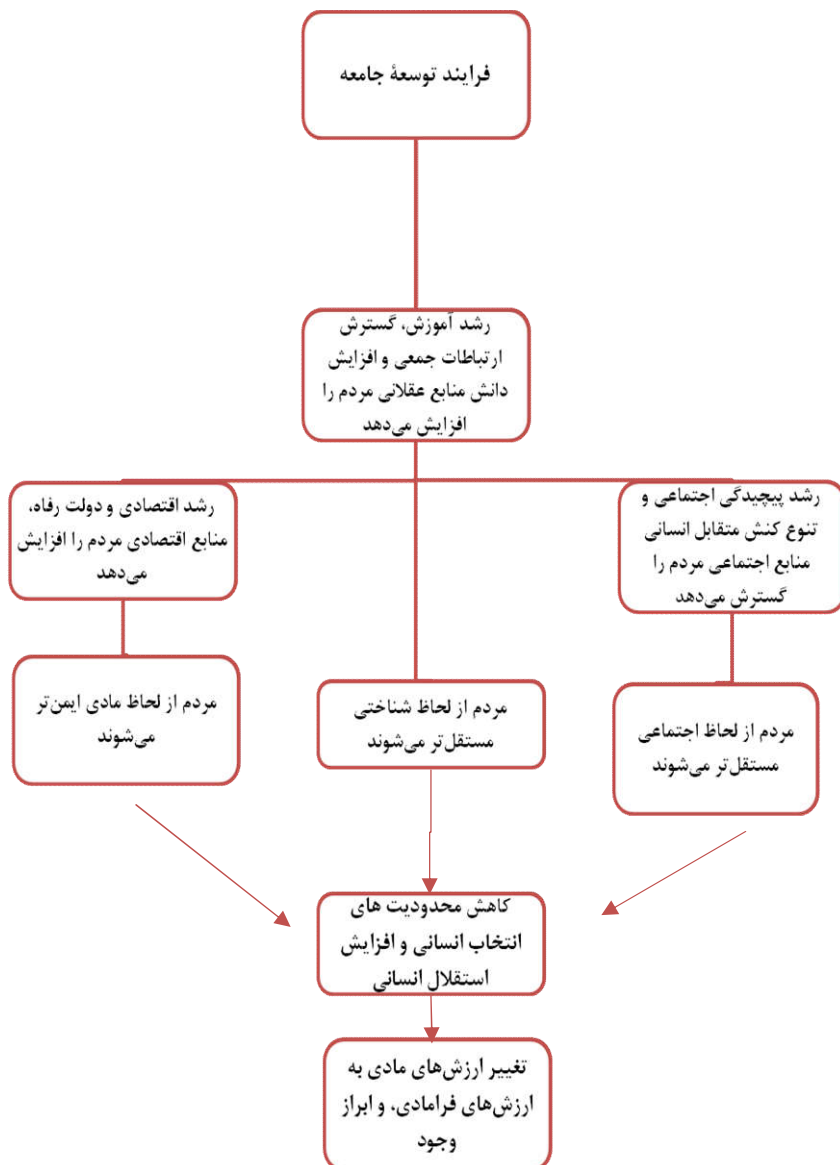 فرایند توسعهٔ جامعه
رشد آموزش، گسترش
ارتباطات جمعی و افزایش
دانش منابع عقلانی مردم را
افزایش می‌دهد
رشد پیچیدگی اجتماعی و
تنوع کنش متقابل انسانی
منابع اجتماعی مردم را
گسترش می‌دهد
رشد اقتصادی و دولت رفاه،
منابع اقتصادی مردم را افزایش
می‌دهد
مردم از لحاظ اجتماعی
مستقل‌تر می‌شوند
مردم از لحاظ شناختی
مستقل‌تر می‌شوند
مردم از لحاظ مادی ایمن‌تر
می‌شوند
کاهش محدودیت های
انتخاب انسانی و افزایش
استقلال انسانی
تغییر ارزش‌های مادی به
ارزش‌های فرامادی، و ابراز
وجود